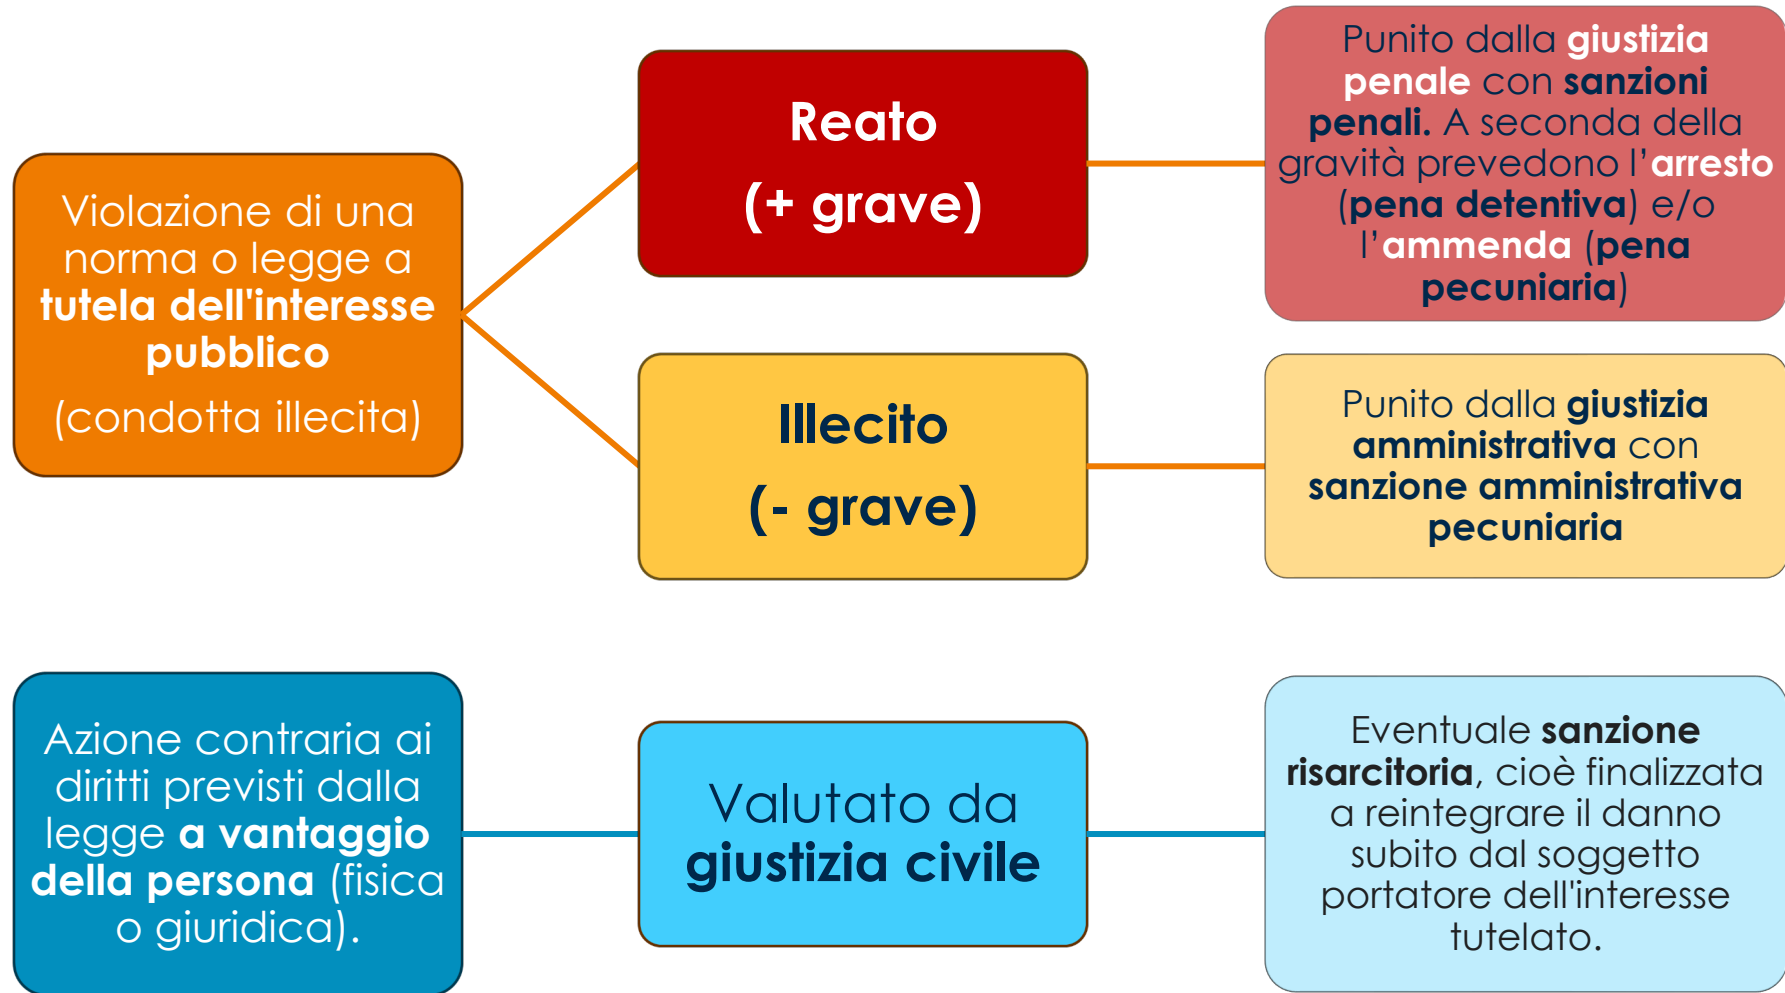 Violazione di una
norma o legge a
tutela dell'interesse
pubblico
(condotta illecita)
Reato
(+ grave)
Punito dalla giustizia
penale con sanzioni
penali. A seconda della
gravità prevedono l'arresto
(pena detentiva) e/o
l'ammenda (pena
pecuniaria)
Illecito
(- grave)
Punito dalla giustizia
amministrativa con
sanzione amministrativa
pecuniaria
Azione contraria ai
diritti previsti dalla
legge a vantaggio
della persona (fisica
o giuridica).
Valutato da
giustizia civile
Eventuale sanzione
risarcitoria, cioè finalizzata
a reintegrare il danno
subito dal soggetto
portatore dell'interesse
tutelato.